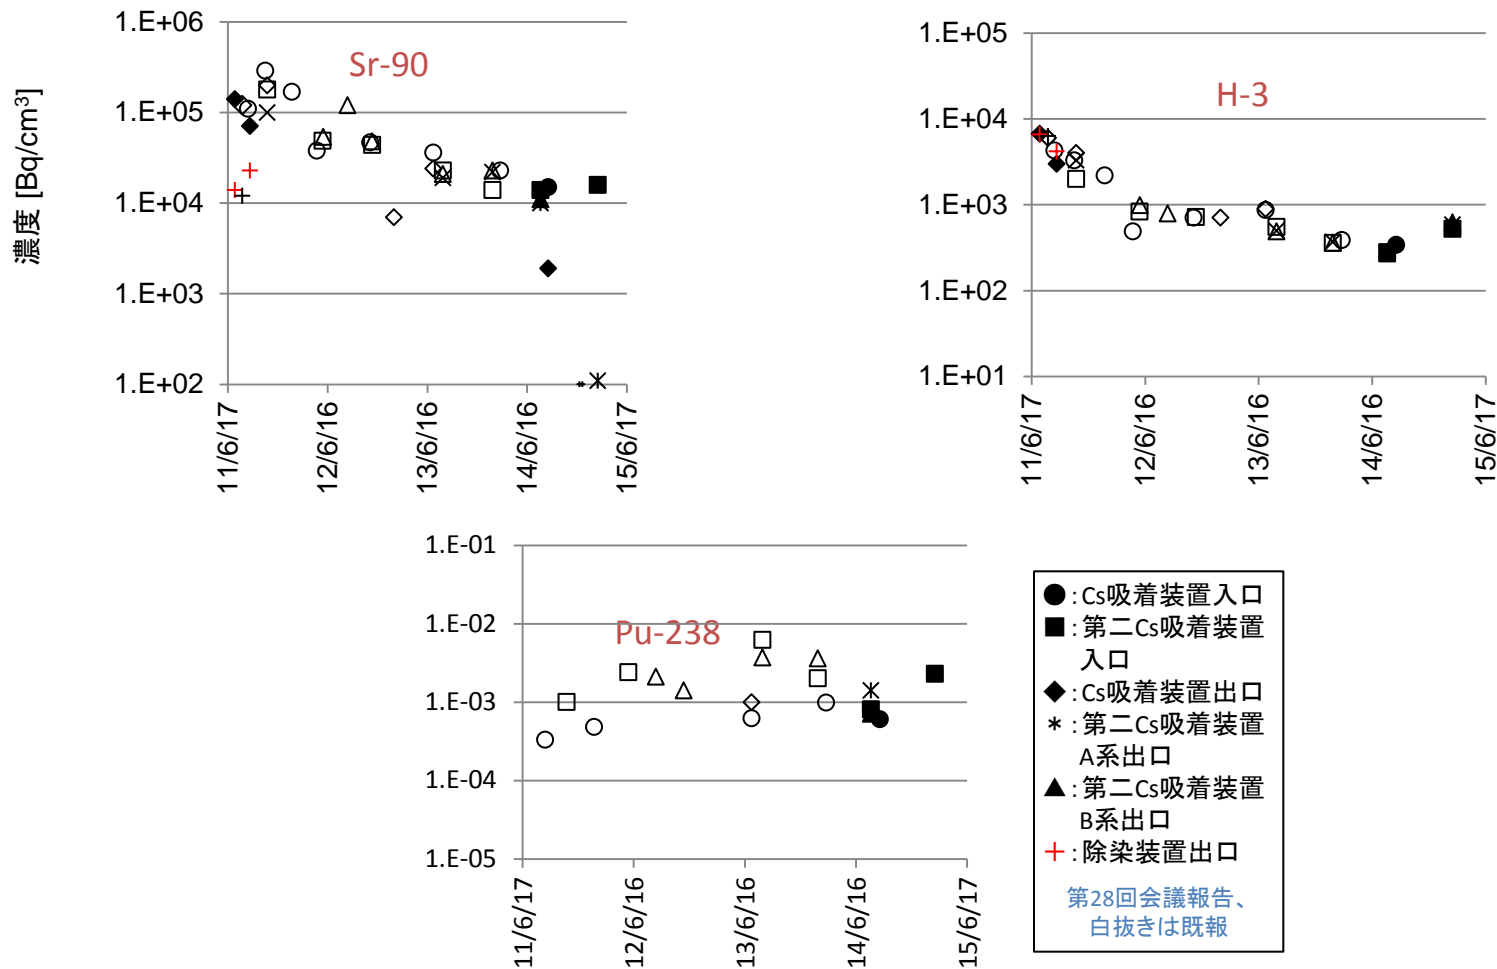 濃度 [Bq/cm³]
Sr-90
1.E+06
1.E+05
1.E+04
1.E+03
1.E+02
11/6/17
12/6/16
13/6/16
14/6/16
15/6/17
H-3
1.E+05
1.E+04
1.E+03
1.E+02
1.E+01
11/6/17
12/6/16
13/6/16
14/6/16
15/6/17
Pu-238
1.E-01
1.E-02
1.E-03
1.E-04
1.E-05
11/6/17
12/6/16
13/6/16
14/6/16
15/6/17
●:Cs吸着装置入口
■:第二Cs吸着装置
入口
◆:Cs吸着装置出口
*:第二Cs吸着装置
A系出口
▲:第二Cs吸着装置
B系出口
+:除染装置出口
第28回会議報告、
白抜きは既報